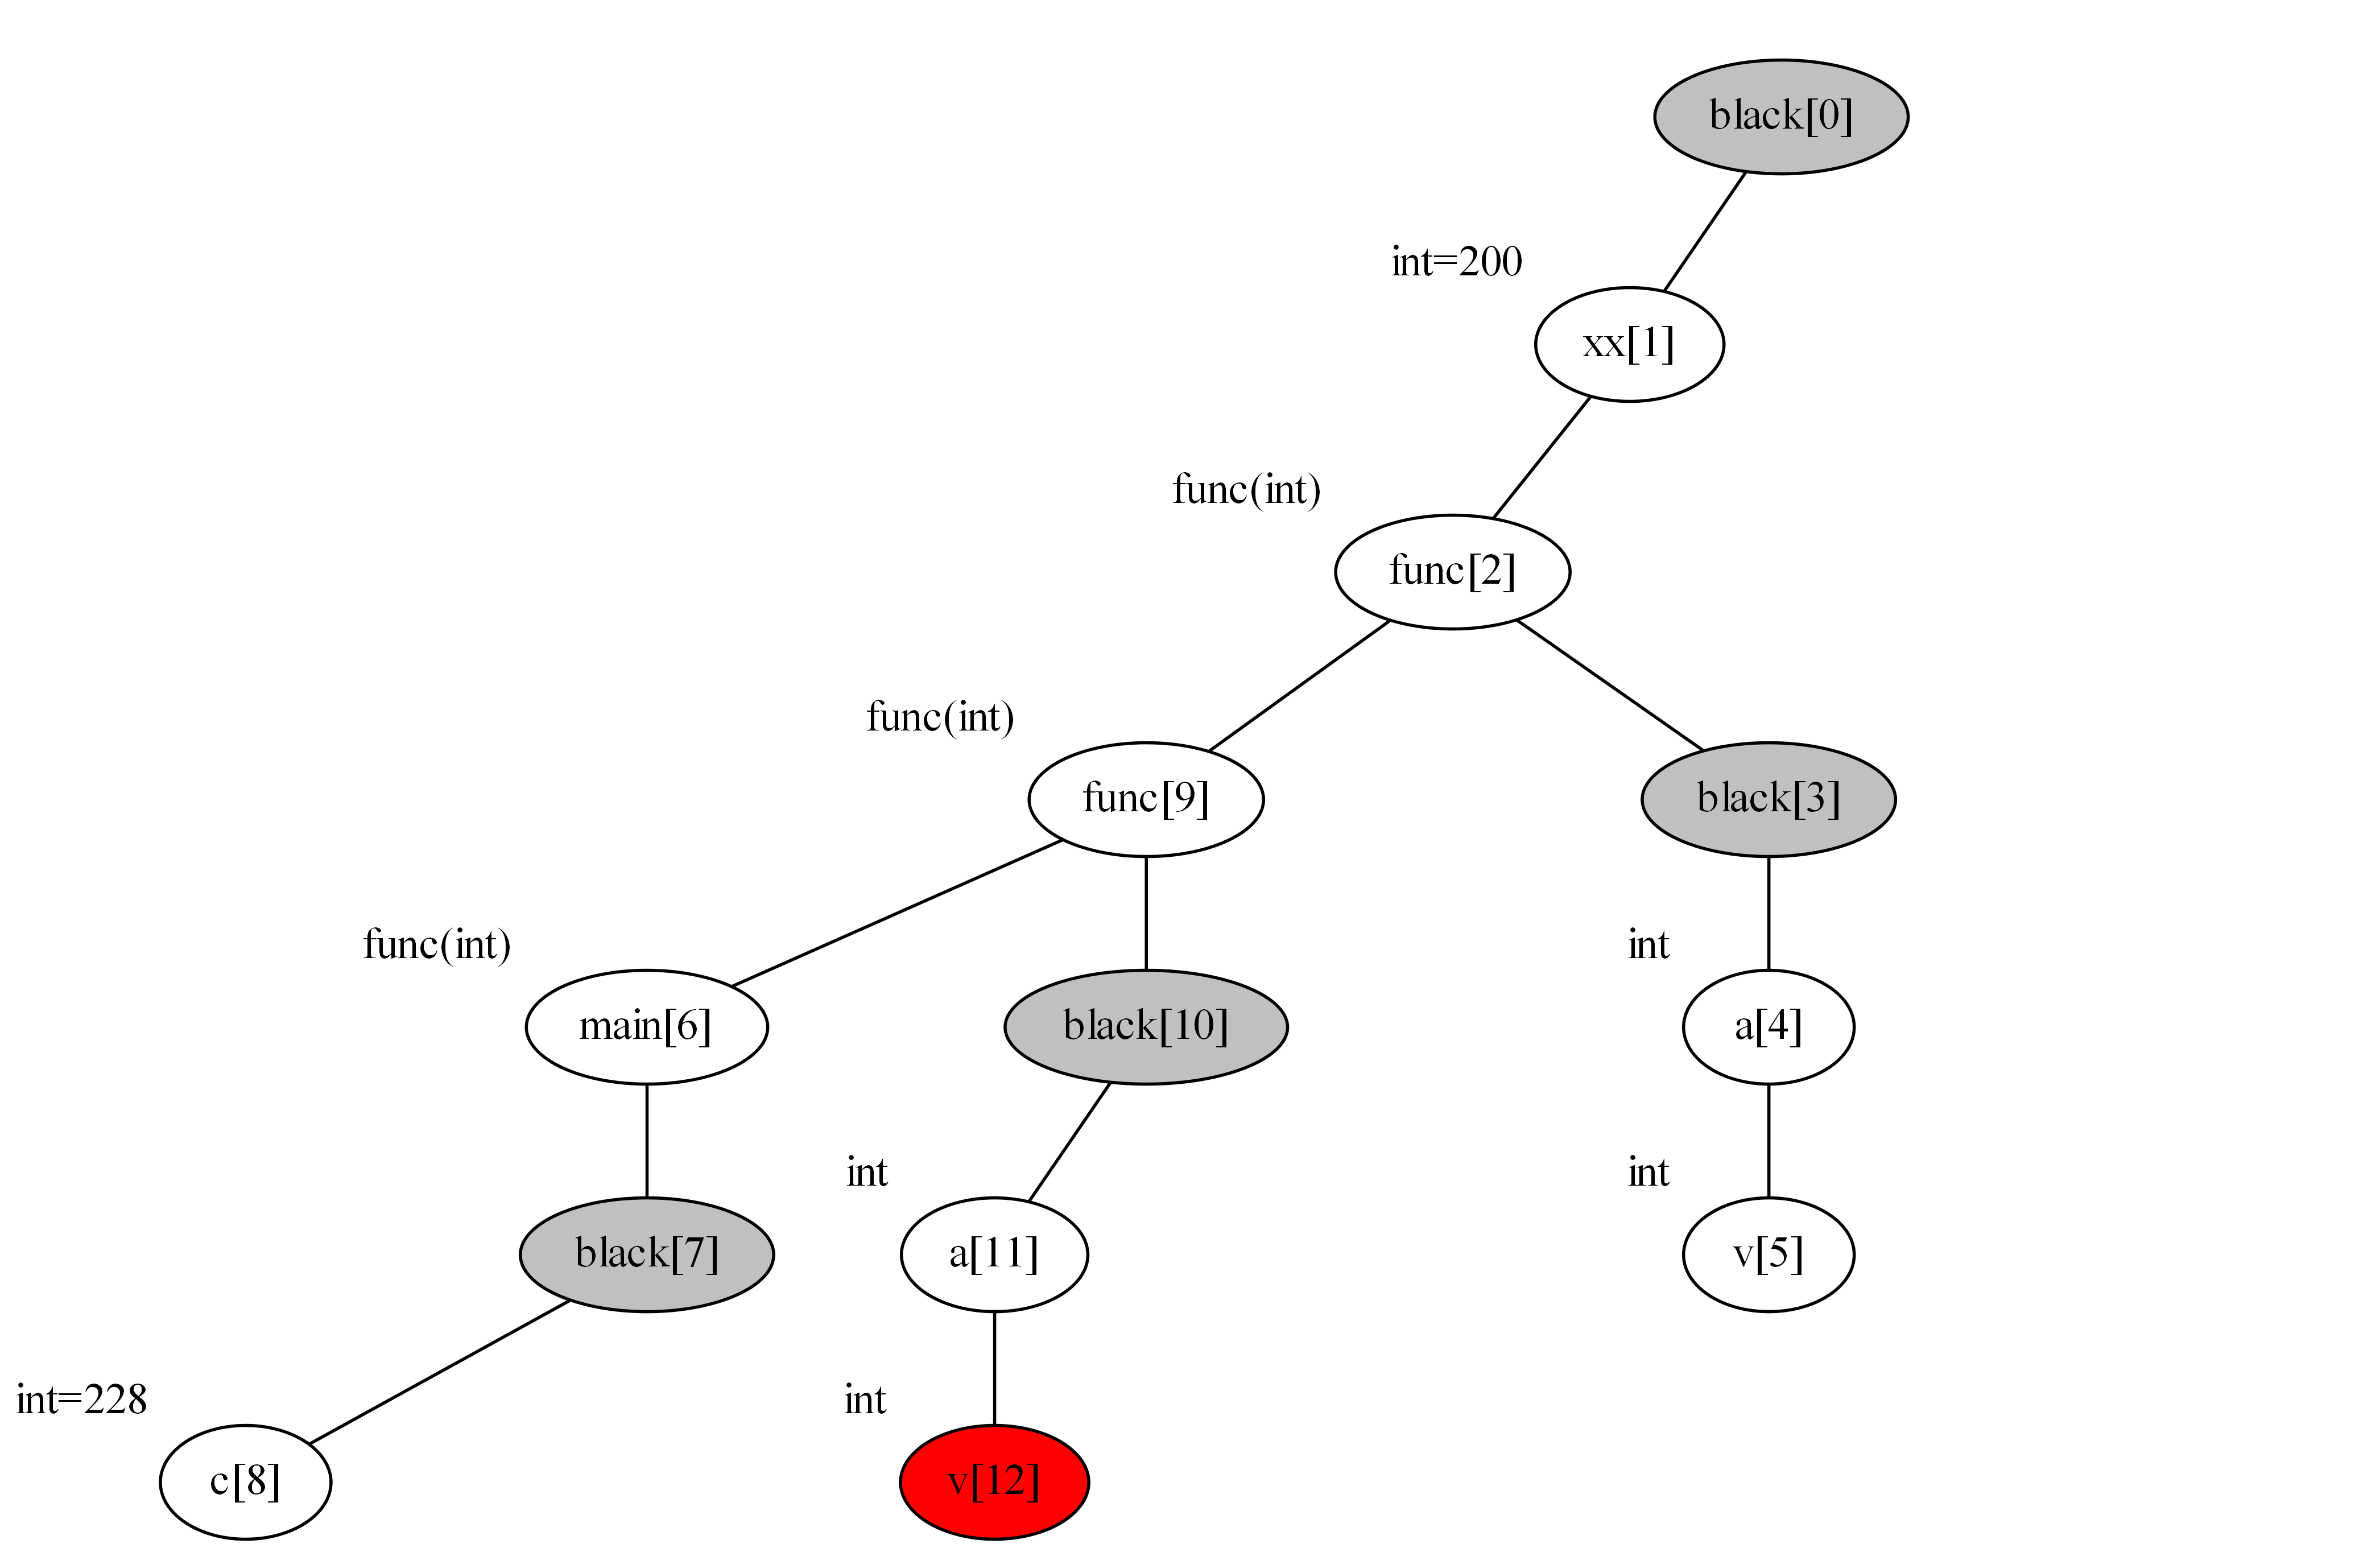 black[0]
int=200
xx[1]
func(int)
func[2]
func(int)
func[9]
black[3]
func(int)
int
main[6]
black[10]
a[4]
int
int
black[7]
a[11]
v[5]
int=228
int
c[8]
v[12]